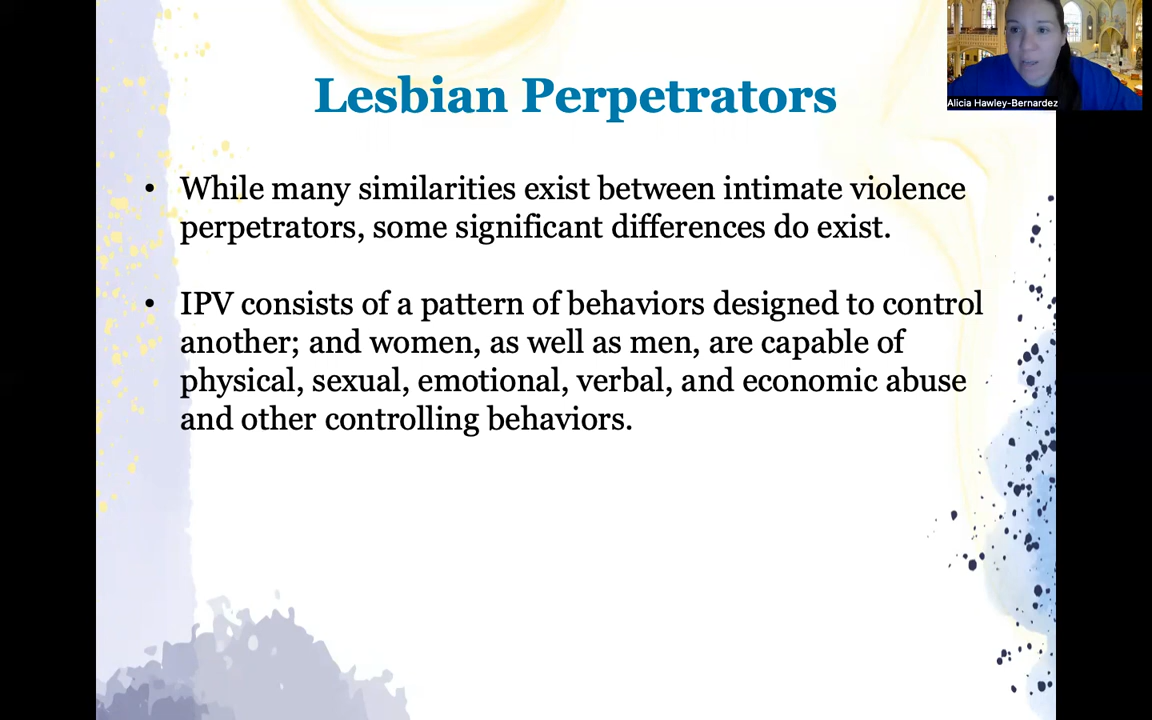 Lesbian Perpetrators
Alicia Hawley-Bernardez
• While many similarities exist between intimate violence
perpetrators, some significant differences do exist.
• IPV consists of a pattern of behaviors designed to control
another; and women, as well as men, are capable of
physical, sexual, emotional, verbal, and economic abuse
and other controlling behaviors.